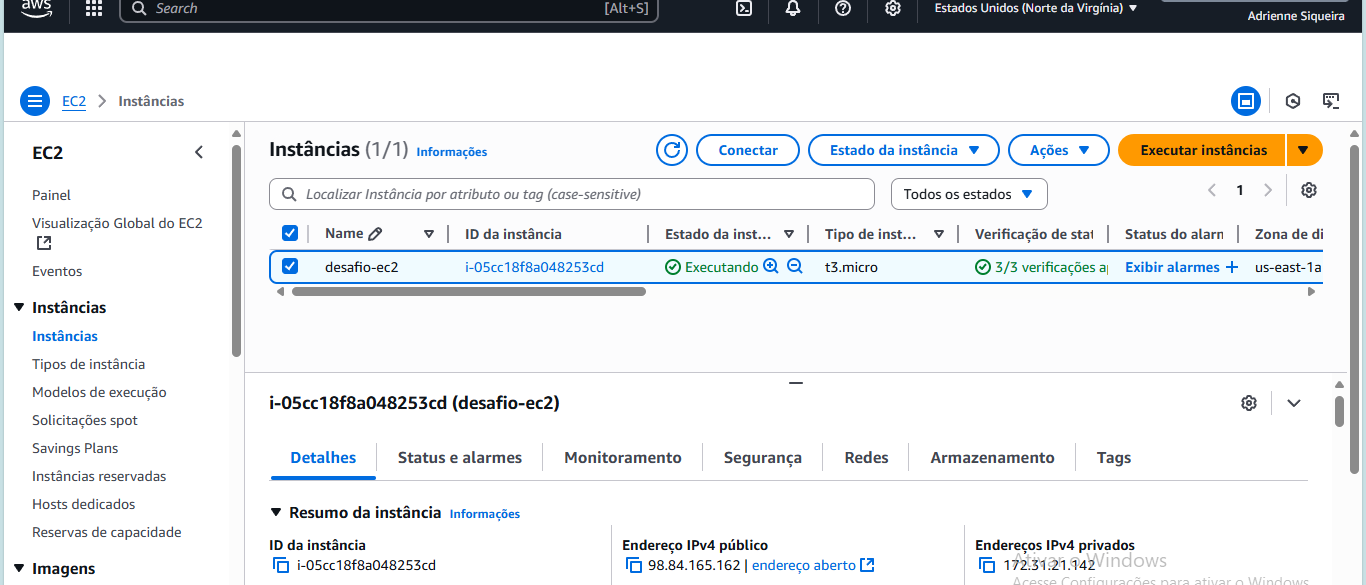 aws
Search
[Alt+S]
Estados Unidos (Norte da Virgínia)
Adrienne Siqueira
EC2
Instâncias
EC2
Painel
Visualização Global do EC2
Eventos
Instâncias
Instâncias
Tipos de instância
Modelos de execução
Solicitações spot
Savings Plans
Instâncias reservadas
Hosts dedicados
Reservas de capacidade
Imagens
Instâncias (1/1) Informações
Conectar
Estado da instância
Ações
Executar instâncias
Localizar Instância por atributo ou tag (case-sensitive)
Todos os estados
1
Name
ID da instância
Estado da inst...
Tipo de inst...
Verificação de stat
Status do alarn
Zona de di
desafio-ec2
i-05cc18f8a048253cd
Executando
t3.micro
3/3 verificações a
Exibir alarmes
us-east-1a
i-05cc18f8a048253cd (desafio-ec2)
Detalhes
Status e alarmes
Monitoramento
Segurança
Redes
Armazenamento
Tags
Resumo da instância Informações
ID da instância
i-05cc18f8a048253cd
Endereço IPv4 público
98.84.165.162 | endereço aberto
Endereços IPv4 privados
172.31.21.142
Ativar o Windows
Acesse Configurações para ativar o Windows